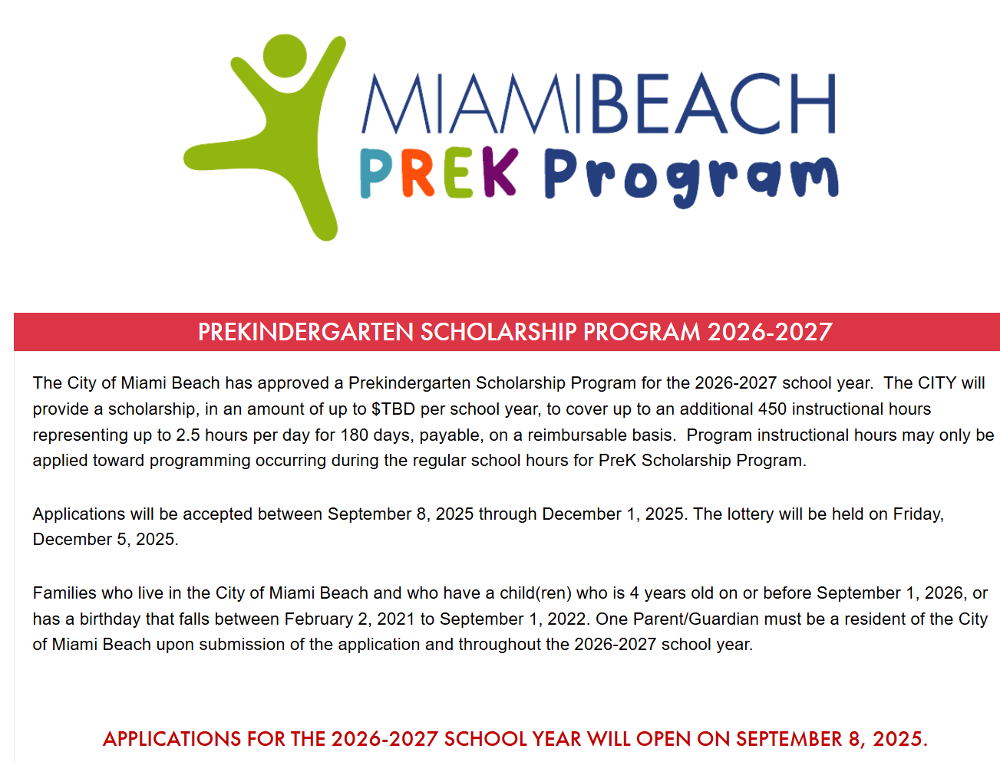 MIAMIBEACH
PREK Program
PREKINDERGARTEN SCHOLARSHIP PROGRAM 2026-2027
The City of Miami Beach has approved a Prekindergarten Scholarship Program for the 2026-2027 school year.  The CITY will
provide a scholarship, in an amount of up to $TBD per school year, to cover up to an additional 450 instructional hours
representing up to 2.5 hours per day for 180 days, payable, on a reimbursable basis.  Program instructional hours may only be
applied toward programming occurring during the regular school hours for PreK Scholarship Program.
Applications will be accepted between September 8, 2025 through December 1, 2025. The lottery will be held on Friday,
December 5, 2025.
Families who live in the City of Miami Beach and who have a child(ren) who is 4 years old on or before September 1, 2026, or
has a birthday that falls between February 2, 2021 to September 1, 2022. One Parent/Guardian must be a resident of the City
of Miami Beach upon submission of the application and throughout the 2026-2027 school year.
APPLICATIONS FOR THE 2026-2027 SCHOOL YEAR WILL OPEN ON SEPTEMBER 8, 2025.